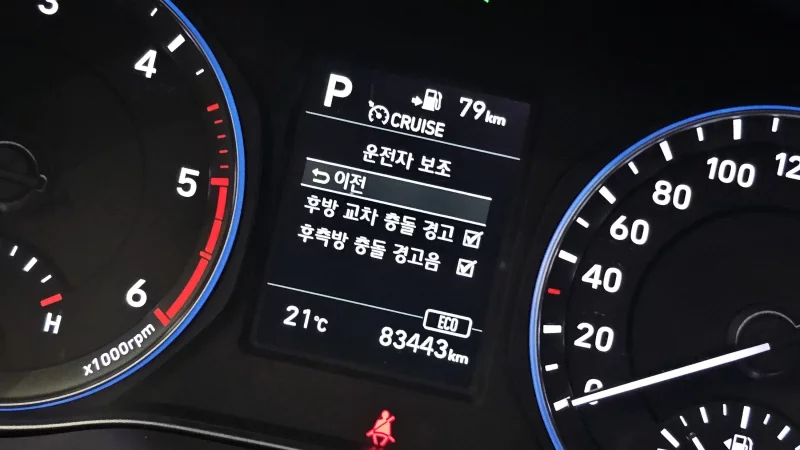 3
4
5
6
x1000rpm
H
P 79km
CRUISE
운전자 보조
이전
후방 교차 충돌 경고
후측방 충돌 경고음
ECO
21℃ 83443km
0
20
40
60
80
100